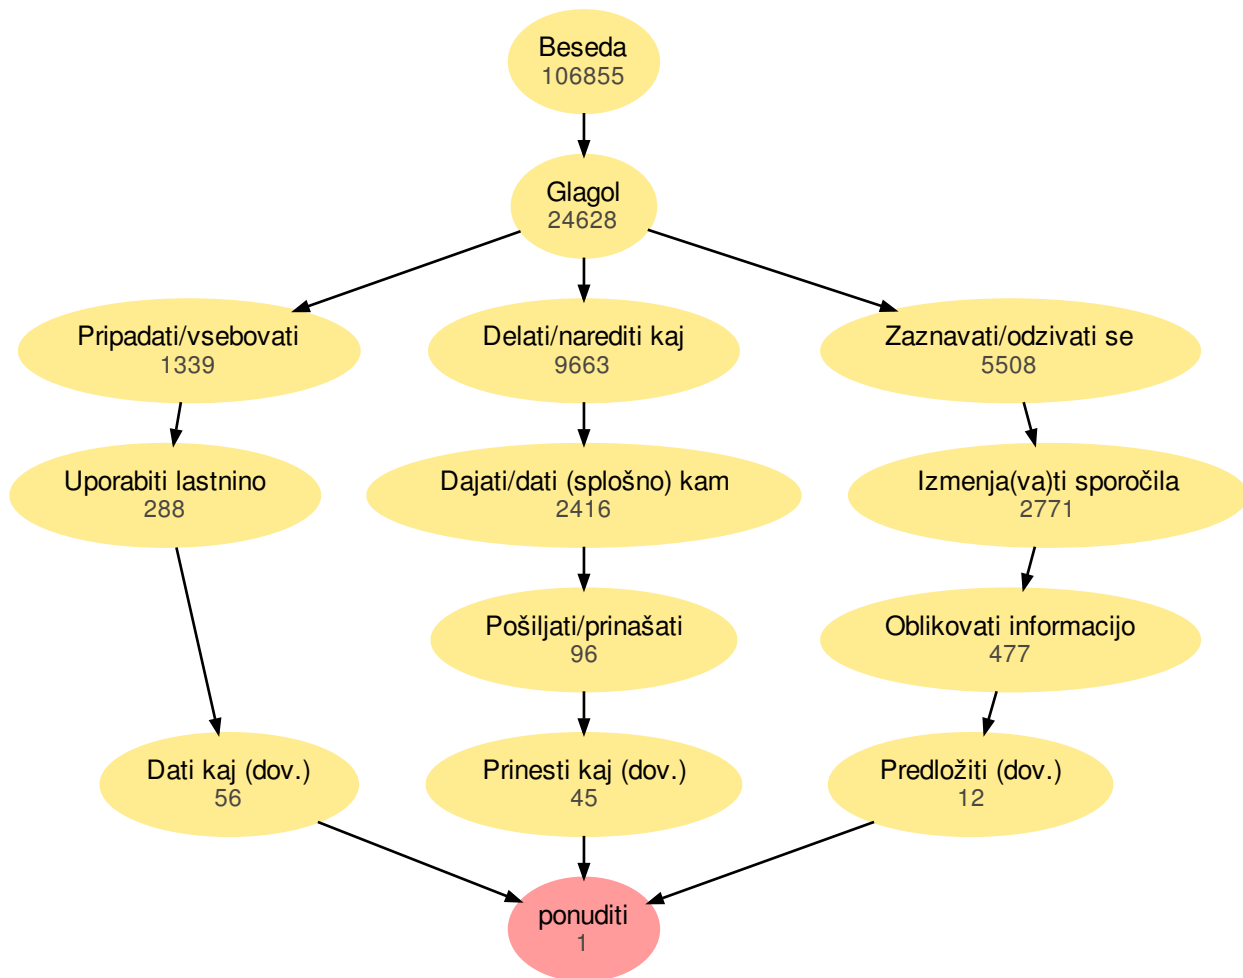 Beseda
106855
Glagol
24628
Pripadati/vsebovati
1339
Delati/narediti kaj
9663
Zaznavati/odzivati se
5508
Uporabiti lastnino
288
Dajati/dati (splošno) kam
2416
Izmenja(va)ti sporočila
2771
Pošiljati/prinašati
96
Oblikovati informacijo
477
Dati kaj (dov.)
56
Prinesti kaj (dov.)
45
Predložiti (dov.)
12
ponuditi
1